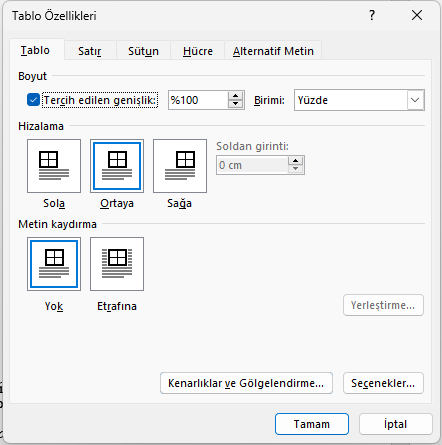 Tablo Özellikleri
Tablo Satır Sütun Hücre Alternatif Metin
Boyut
Tercih edilen genişlik: %100 Birimi: Yüzde
Hizalama
Soldan girinti:
0 cm
Sola Ortaya Sağa
Metin kaydırma
Yok Etrafına
Yerleştirme...
Kenarlıklar ve Gölgelendirme... Seçenekler...
Tamam İptal